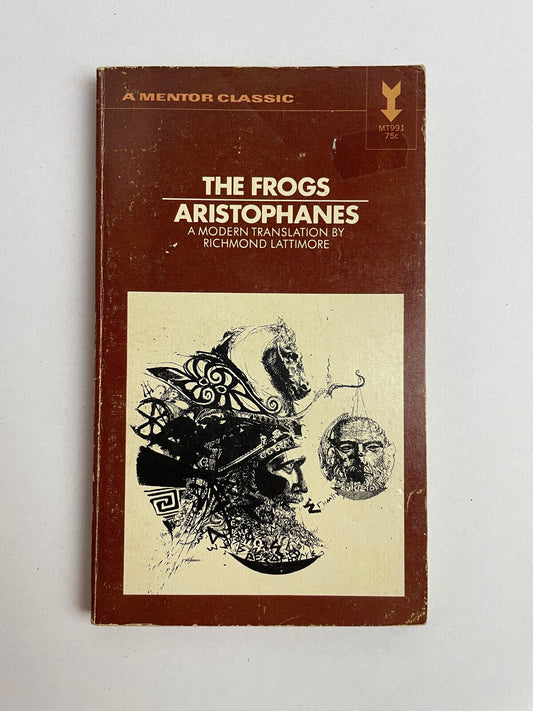 A MENTOR CLASSIC
MT991
75c
THE FROGS
ARISTOPHANES
A MODERN TRANSLATION BY
RICHMOND LATTIMORE